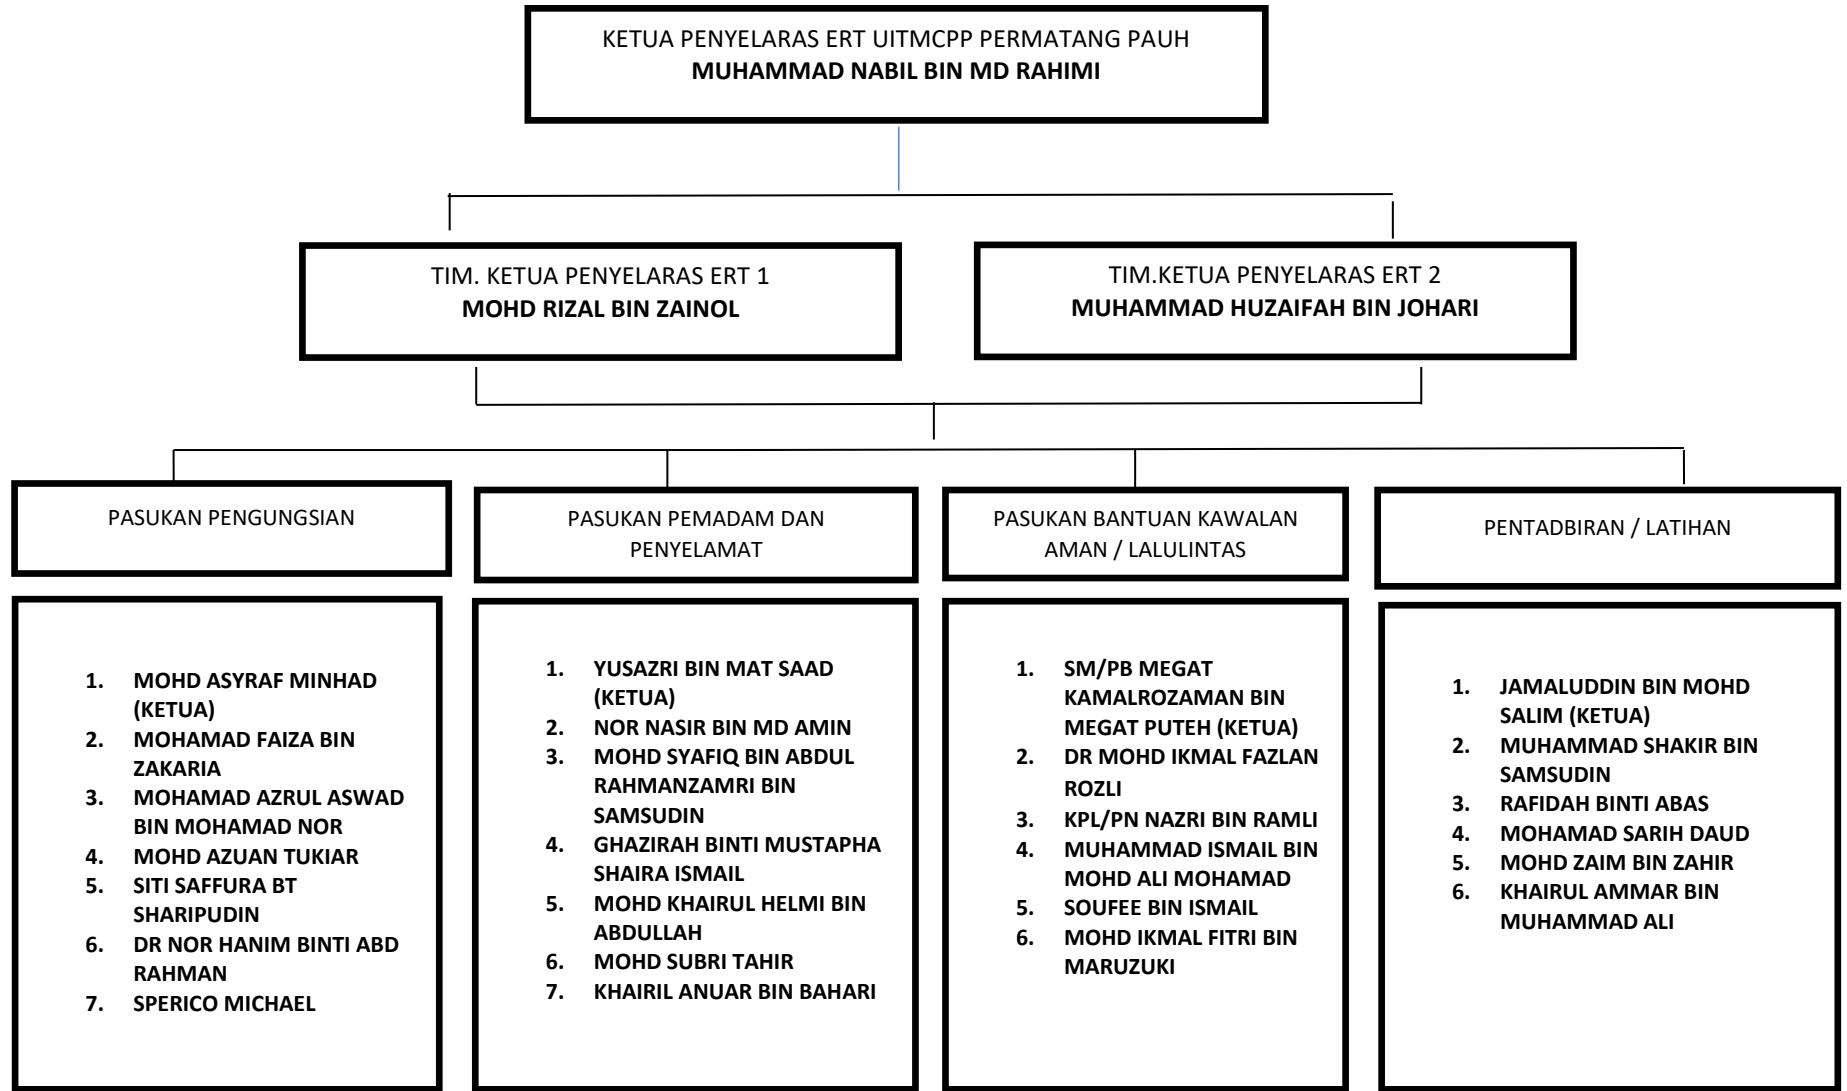 KETUA PENYELARAS ERT UITMCPP PERMATANG PAUH
MUHAMMAD NABIL BIN MD RAHIMI
TIM. KETUA PENYELARAS ERT 1
MOHD RIZAL BIN ZAINOL
TIM.KETUA PENYELARAS ERT 2
MUHAMMAD HUZAIFAH BIN JOHARI
PASUKAN PENGUNGSIAN
PASUKAN PEMADAM DAN
PENYELAMAT
PASUKAN BANTUAN KAWALAN
AMAN / LALULINTAS
PENTADBIRAN / LATIHAN
1. MOHD ASYRAF MINHAD
(KETUA)
2. MOHAMAD FAIZA BIN
ZAKARIA
3. MOHAMAD AZRUL ASWAD
BIN MOHAMAD NOR
4. MOHD AZUAN TUKIAR
5. SITI SAFFURA BT
SHARIPUDIN
6. DR NOR HANIM BINTI ABD
RAHMAN
7. SPERICO MICHAEL
1. YUSAZRI BIN MAT SAAD
(KETUA)
2. NOR NASIR BIN MD AMIN
3. MOHD SYAFIQ BIN ABDUL
RAHMANZAMRI BIN
SAMSUDIN
4. GHAZIRAH BINTI MUSTAPHA
SHAIRA ISMAIL
5. MOHD KHAIRUL HELMI BIN
ABDULLAH
6. MOHD SUBRI TAHIR
7. KHAIRIL ANUAR BIN BAHARI
1. SM/PB MEGAT
KAMALROZAMAN BIN
MEGAT PUTEH (KETUA)
2. DR MOHD IKMAL FAZLAN
ROZLI
3. KPL/PN NAZRI BIN RAMLI
4. MUHAMMAD ISMAIL BIN
MOHD ALI MOHAMAD
5. SOUFEE BIN ISMAIL
6. MOHD IKMAL FITRI BIN
MARUZUKI
1. JAMALUDDIN BIN MOHD
SALIM (KETUA)
2. MUHAMMAD SHAKIR BIN
SAMSUDIN
3. RAFIDAH BINTI ABAS
4. MOHAMAD SARIH DAUD
5. MOHD ZAIM BIN ZAHIR
6. KHAIRUL AMMAR BIN
MUHAMMAD ALI